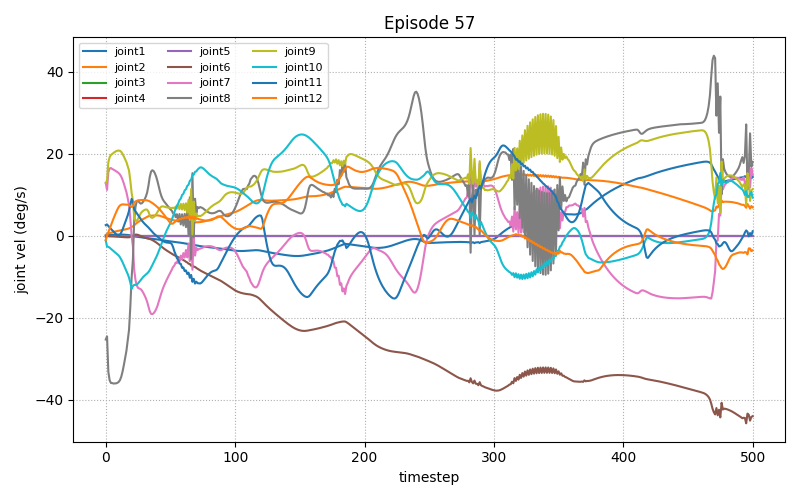 Episode 57
joint1 joint5 joint9
joint2 joint6 joint10
joint3 joint7 joint11
joint4 joint8 joint12
40
20
0
−20
−40
joint vel (deg/s)
0 100 200 300 400 500
timestep